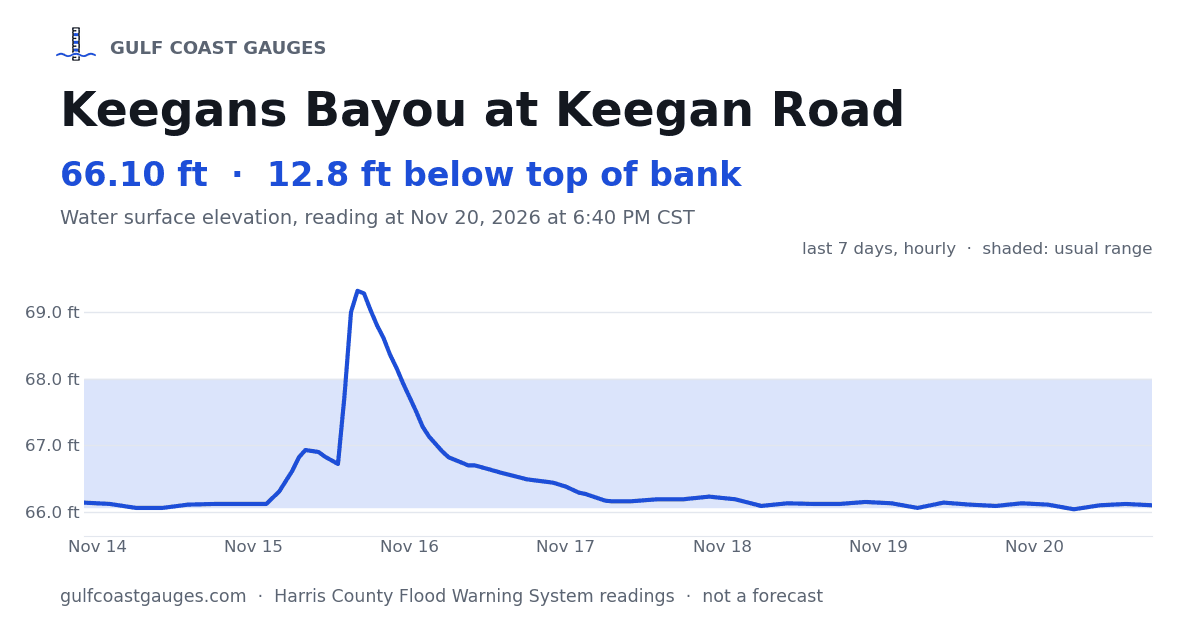 GULF COAST GAUGES
Keegans Bayou at Keegan Road
66.10 ft · 12.8 ft below top of bank
Water surface elevation, reading at Nov 20, 2026 at 6:40 PM CST
last 7 days, hourly · shaded: usual range
69.0 ft
68.0 ft
67.0 ft
66.0 ft
Nov 14 Nov 15 Nov 16 Nov 17 Nov 18 Nov 19 Nov 20
gulfcoastgauges.com · Harris County Flood Warning System readings · not a forecast